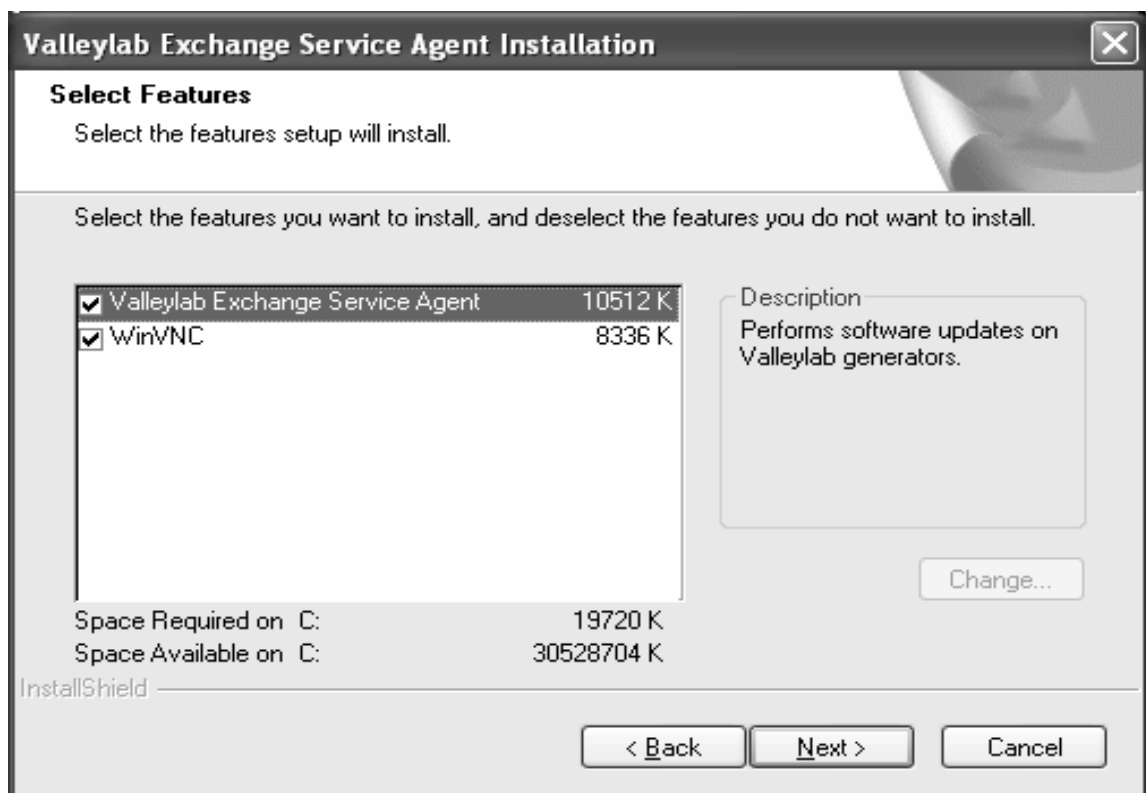 Valleylab Exchange Service Agent Installation
Select Features
Select the features setup will install.
Select the features you want to install, and deselect the features you do not want to install.
Valleylab Exchange Service Agent 10512 K
WinVNC 8336 K
Description
Performs software updates on
Valleylab generators.
Change...
Space Required on C: 19720 K
Space Available on C: 30528704 K
InstallShield
< Back
Next >
Cancel